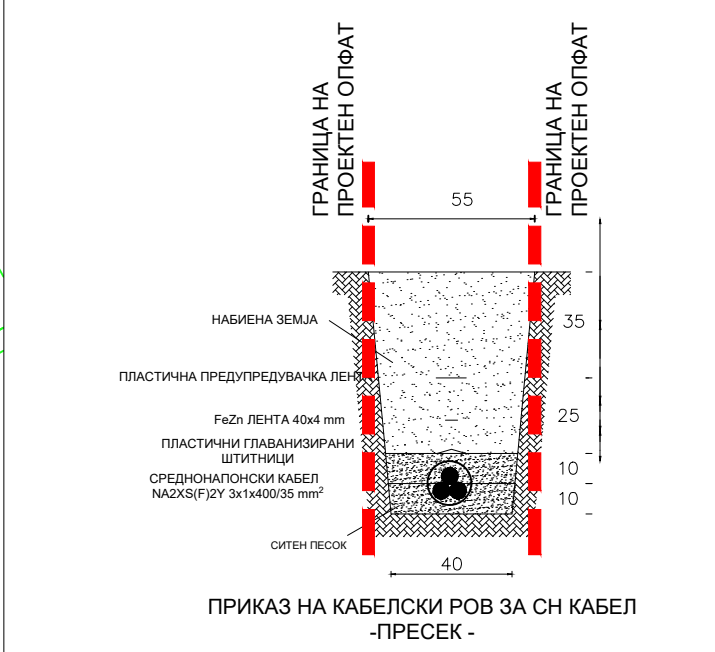 ГРАНИЦА НА
ПРОЕКТЕН ОПФАТ
ГРАНИЦА НА
ПРОЕКТЕН ОПФАТ
55
35
НАБИЕНА ЗЕМЈА
ПЛАСТИЧНА ПРЕДУПРЕДУВАЧКА ЛЕНТА
25
FeZn ЛЕНТА 40x4 mm
ПЛАСТИЧНИ ГЛАВАНИЗИРАНИ
ШТИТНИЦИ
10
СРЕДНОНАПОНСКИ КАБЕЛ
NA2XS(F)2Y 3x1x400/35 mm²
10
СИТЕН ПЕСОК
40
ПРИКАЗ НА КАБЕЛСКИ РОВ ЗА СН КАБЕЛ
-ПРЕСЕК -